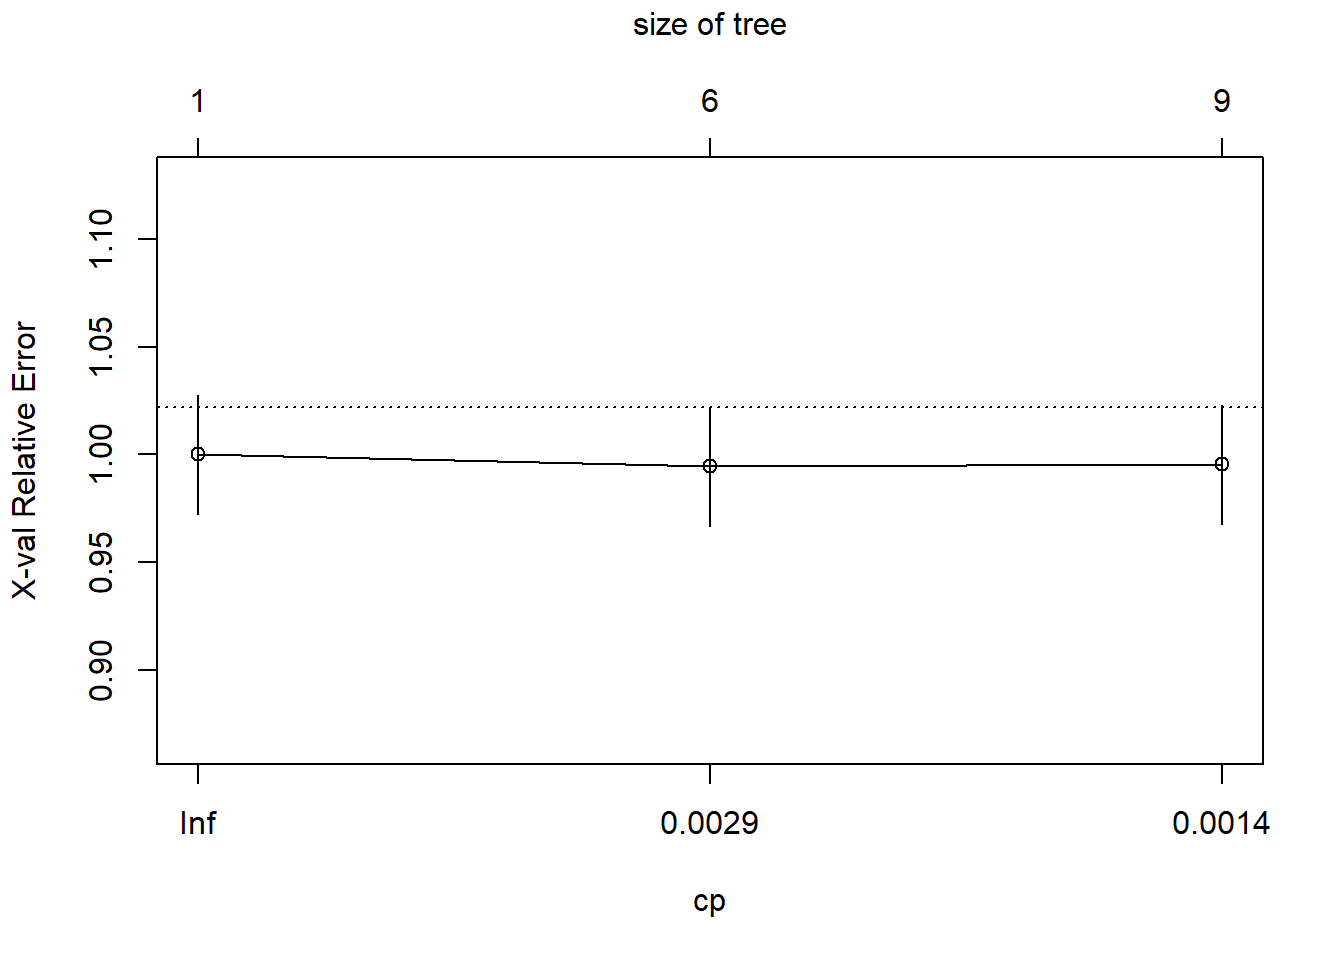 size of tree
1 6 9
X-val Relative Error
1.10
1.05
1.00
0.95
0.90
Inf 0.0029 0.0014
cp